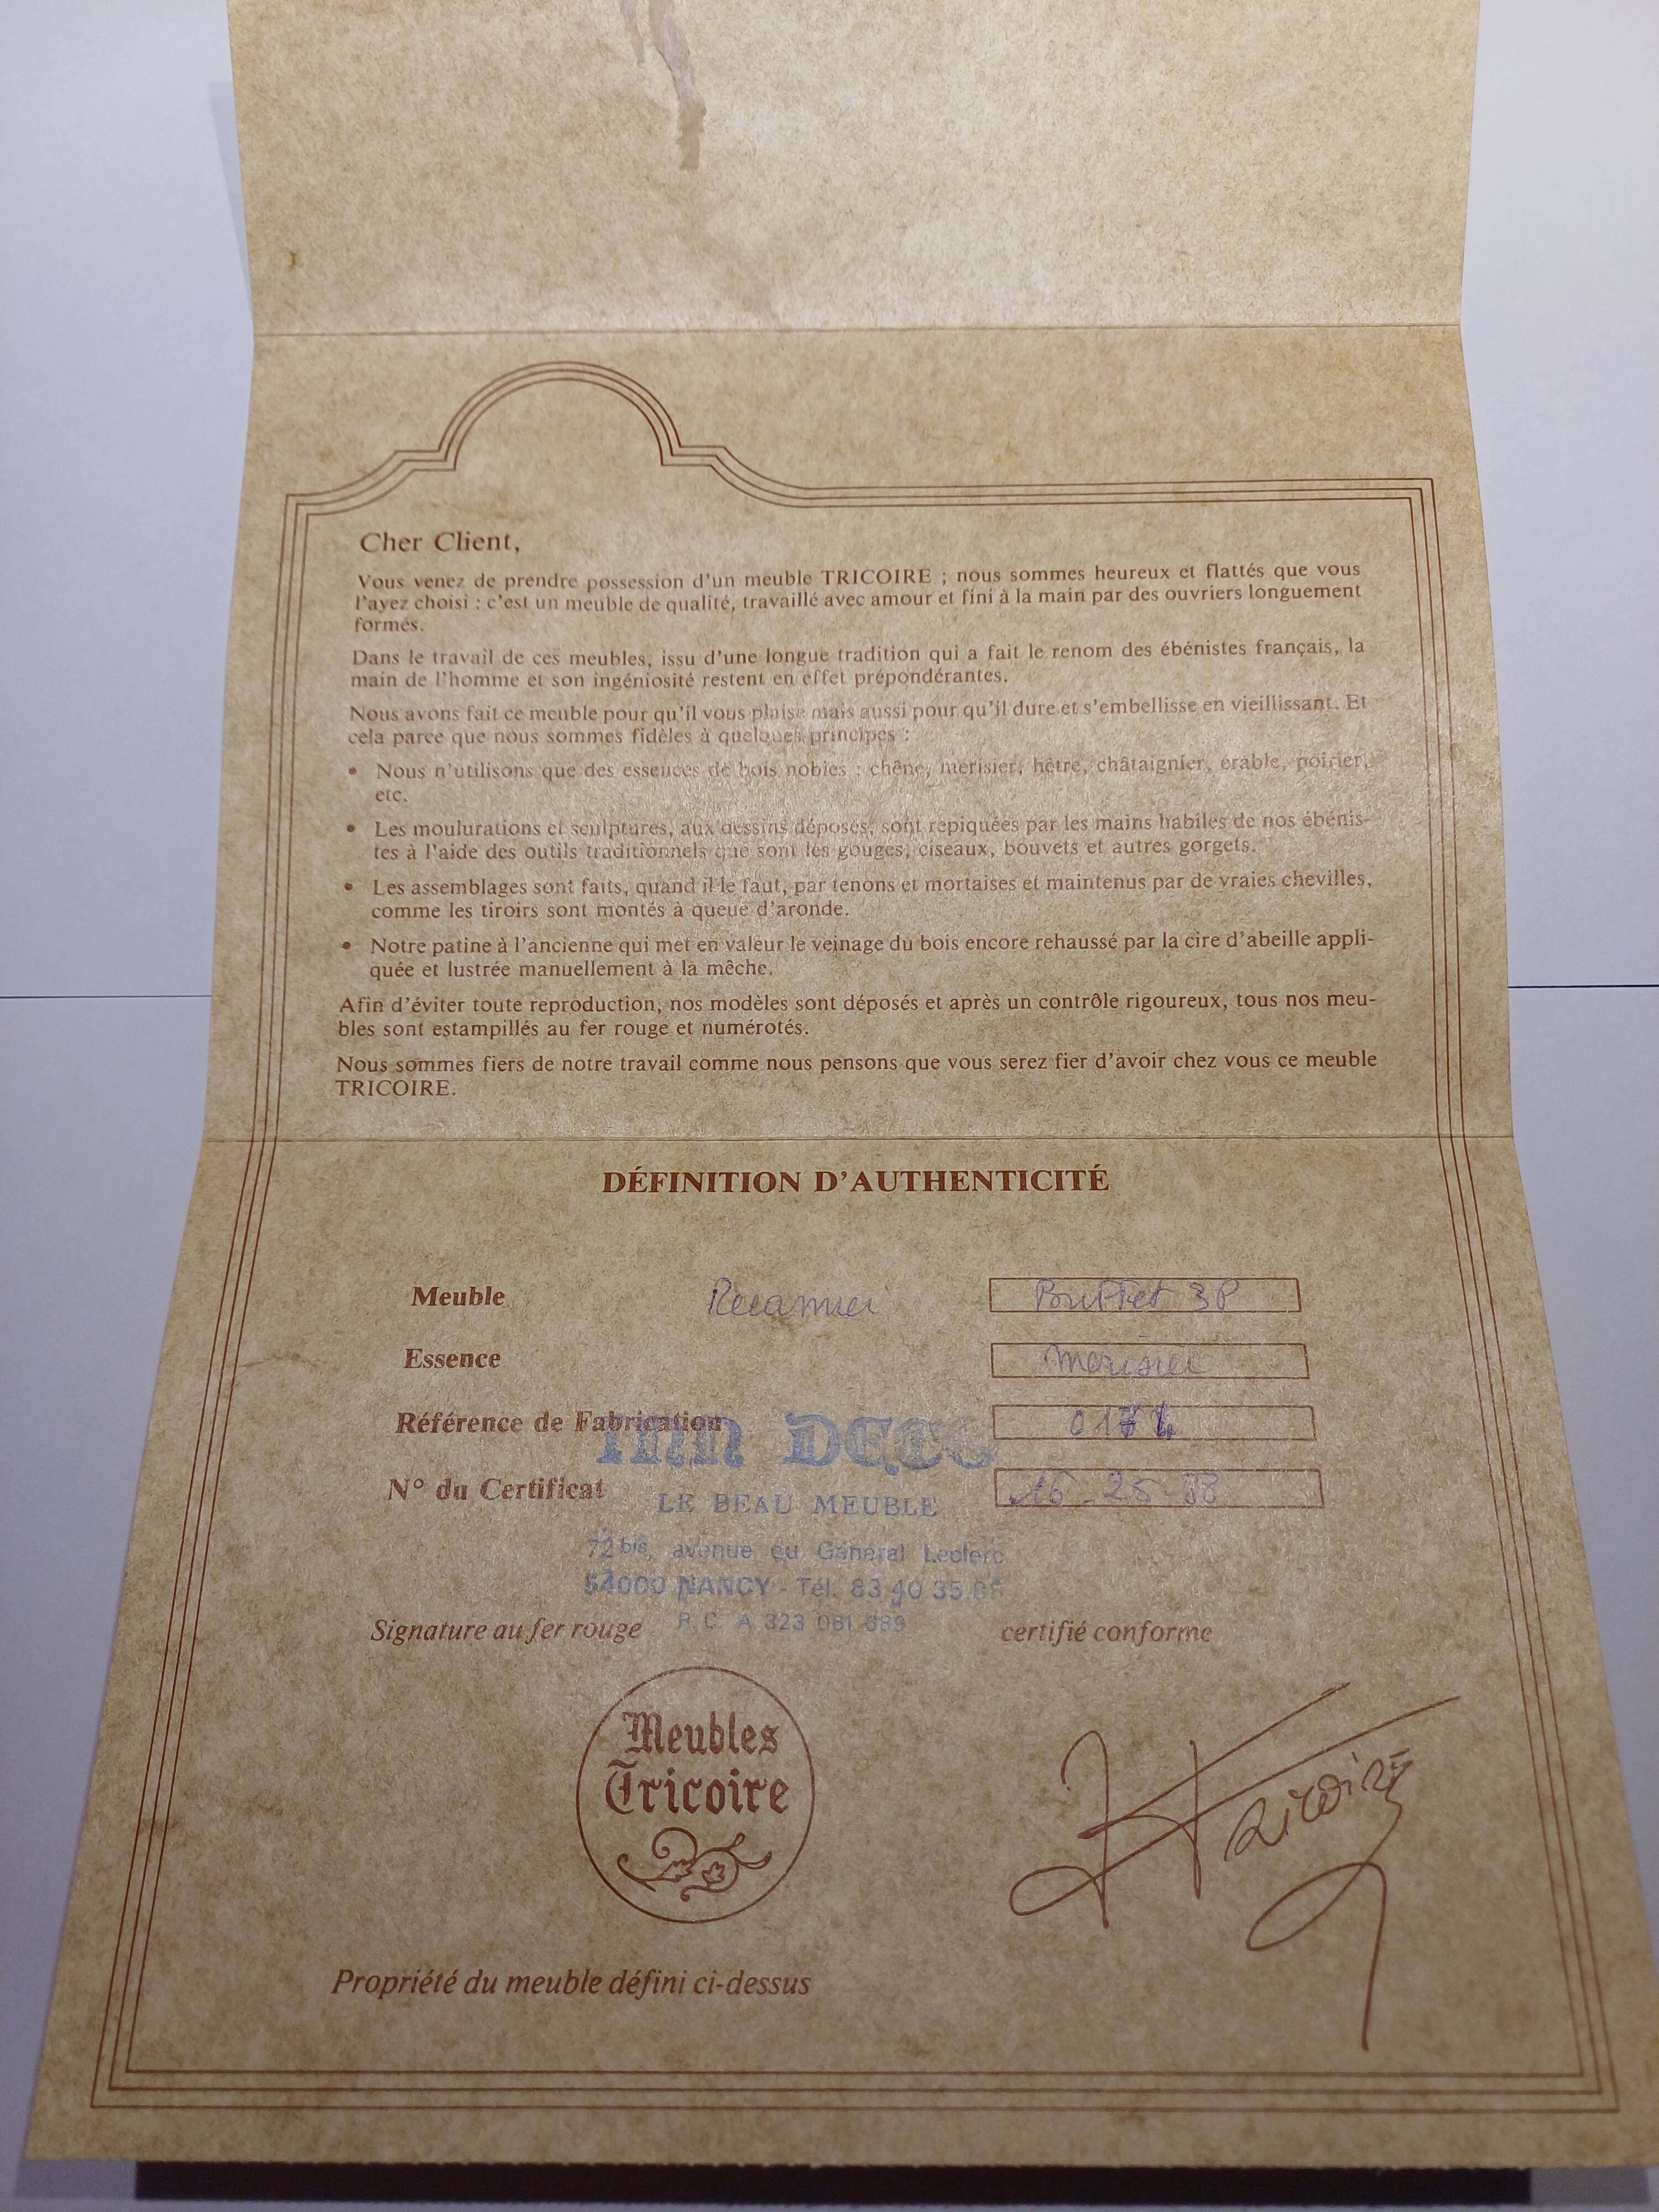 Cher Client,
Vous venez de prendre possession d'un meuble TRICOIRE ; nous sommes heureux et flattés que vous
l'ayez choisi : c'est un meuble de qualité, travaillé avec amour et fini à la main par des ouvriers longuement
formés.
Dans le travail de ces meubles, issu d'une longue tradition qui a fait le renom des ébénistes français, la
main de l'homme et son ingéniosité restent en effet prépondérantes.
Nous avons fait ce meuble pour qu'il vous plaise mais aussi pour qu'il dure et s'embellisse en vieillissant. Et
cela parce que nous sommes fidèles à quelques principes :
• Nous n'utilisons que des essences de bois nobles : chêne, merisier, hêtre, châtaignier, érable, poirier,
etc.
• Les moulurations et sculptures, aux dessins déposés, sont repiquées par les mains habiles de nos ébénis-
tes à l'aide des outils traditionnels que sont les gouges, ciseaux, bouvets et autres gorgets.
• Les assemblages sont faits, quand il le faut, par tenons et mortaises et maintenus par de vraies chevilles,
comme les tiroirs sont montés à queue d'aronde.
• Notre patine à l'ancienne qui met en valeur le veinage du bois encore rehaussé par la cire d'abeille appli-
quée et lustrée manuellement à la mêche.
Afin d'éviter toute reproduction, nos modèles sont déposés et après un contrôle rigoureux, tous nos meu-
bles sont estampillés au fer rouge et numérotés.
Nous sommes fiers de notre travail comme nous pensons que vous serez fier d'avoir chez vous ce meuble
TRICOIRE.
DÉFINITION D'AUTHENTICITÉ
Meuble Recamier Buffet 3P
Essence Merisier
Référence de Fabrication
DECO
N° du Certificat 16-25-88
LE BEAU MEUBLE
72 bis, avenue du Général Leclerc
54000 NANCY - Tél. 83 40 35
R.C. A 323 061 689
Signature au fer rouge certifié conforme
Meubles
Tricoire
Tricoire
Propriété du meuble défini ci-dessus